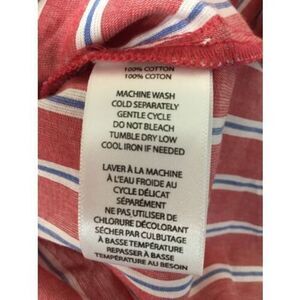 100% COTTON
100% COTON
MACHINE WASH
COLD SEPARATELY
GENTLE CYCLE
DO NOT BLEACH
TUMBLE DRY LOW
COOL IRON IF NEEDED
LAVER À LA MACHINE
À L'EAU FROIDE AU
CYCLE DÉLICAT
SÉPARÉMENT
NE PAS UTILISER DE
CHLORURE DÉCOLORANT
SÉCHER PAR CULBUTAGE
À BASSE TEMPÉRATURE
REPASSER À BASSE
TEMPÉRATURE AU BESOIN